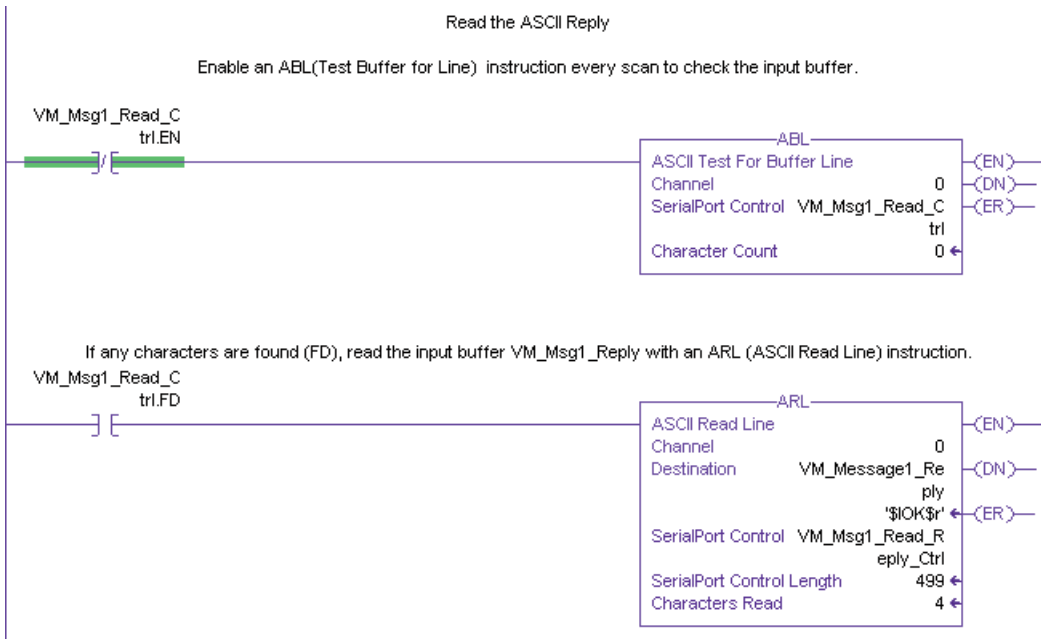 Read the ASCII Reply
Enable an ABL(Test Buffer for Line) instruction every scan to check the input buffer.
VM_Msg1_Read_C
trl.EN
ABL
ASCII Test For Buffer Line
(EN)
Channel 0
(DN)
SerialPort Control VM_Msg1_Read_C
(ER)
trl
Character Count 0
If any characters are found (FD), read the input buffer VM_Msg1_Reply with an ARL (ASCII Read Line) instruction.
VM_Msg1_Read_C
trl.FD
ARL
ASCII Read Line
(EN)
Channel 0
Destination VM_Message1_Re
(DN)
ply
'$lOK$r'
(ER)
SerialPort Control VM_Msg1_Read_R
eply_Ctrl
SerialPort Control Length 499
Characters Read 4